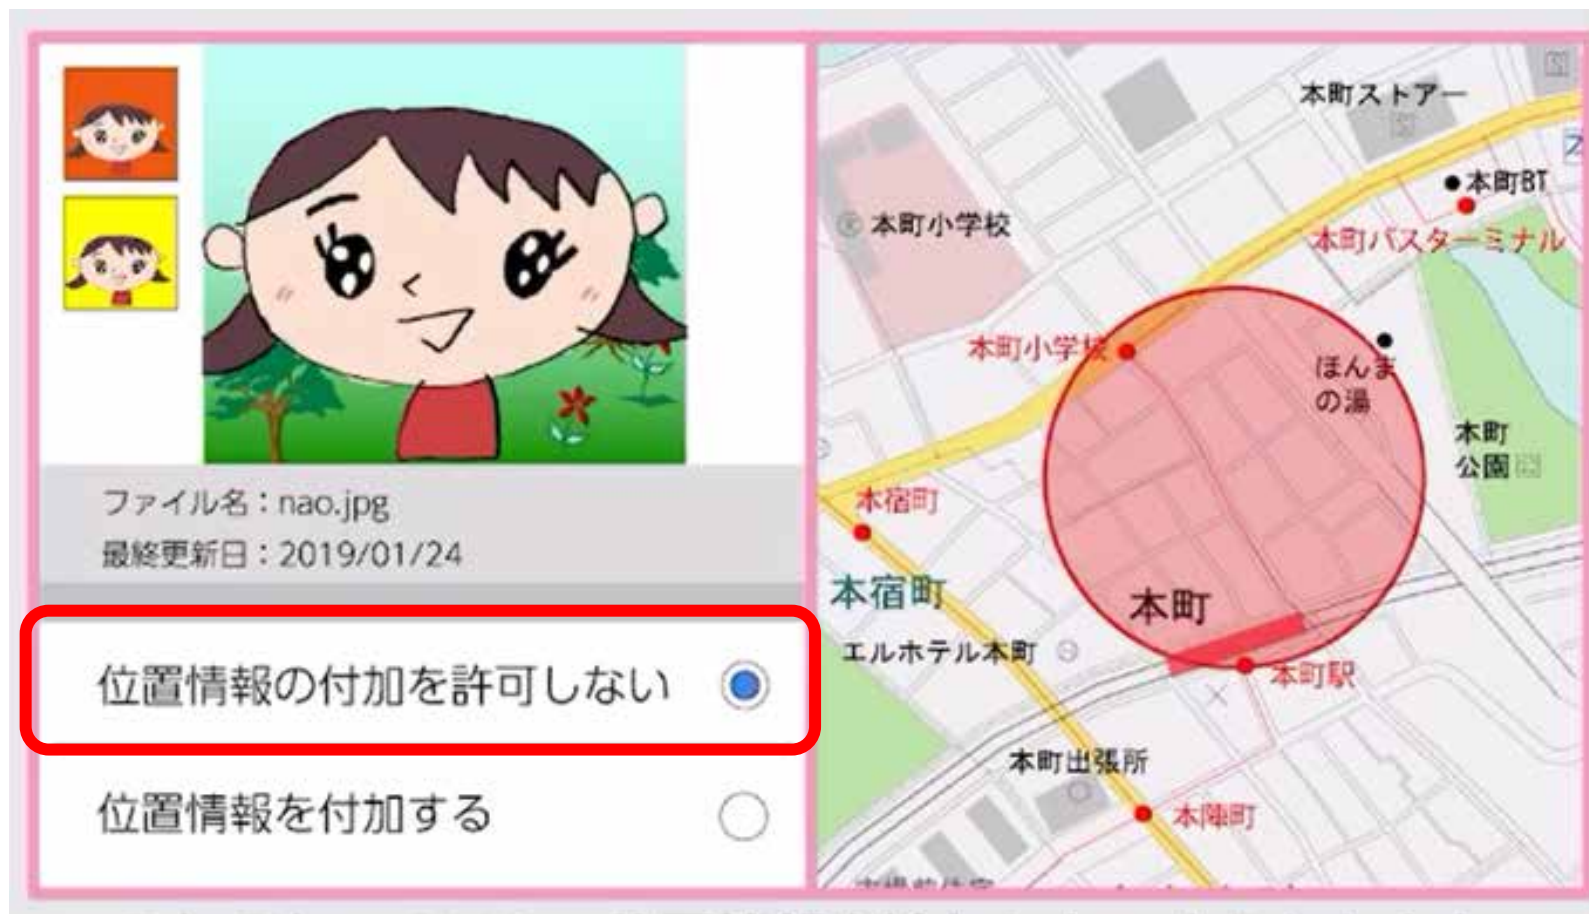 ファイル名：nao.jpg
最終更新日：2019/01/24
位置情報の付加を許可しない
位置情報を付加する
本町ストアー
本町BT
本町バスターミナル
本町小学校
本町小学校
ほんま
の湯
本町
公園
本宿町
本宿町
本町
エルホテル本町
本町駅
本町出張所
本陣町